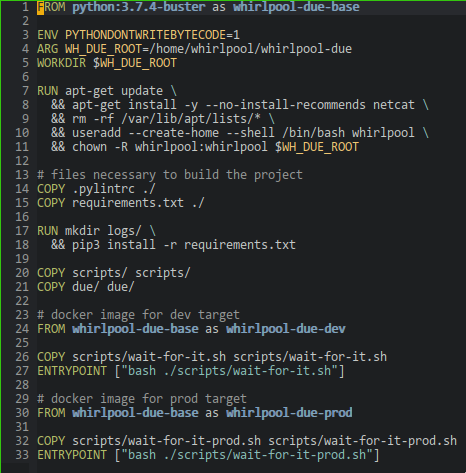 1 FROM python:3.7.4-buster as whirlpool-due-base
2
3 ENV PYTHONDONTWRITEBYTECODE=1
4 ARG WH_DUE_ROOT=/home/whirlpool/whirlpool-due
5 WORKDIR $WH_DUE_ROOT
6
7 RUN apt-get update \
8   && apt-get install -y --no-install-recommends netcat \
9   && rm -rf /var/lib/apt/lists/* \
10   && useradd --create-home --shell /bin/bash whirlpool \
11   && chown -R whirlpool:whirlpool $WH_DUE_ROOT
12
13 # files necessary to build the project
14 COPY .pylintrc ./
15 COPY requirements.txt ./
16
17 RUN mkdir logs/ \
18   && pip3 install -r requirements.txt
19
20 COPY scripts/ scripts/
21 COPY due/ due/
22
23 # docker image for dev target
24 FROM whirlpool-due-base as whirlpool-due-dev
25
26 COPY scripts/wait-for-it.sh scripts/wait-for-it.sh
27 ENTRYPOINT ["bash ./scripts/wait-for-it.sh"]
28
29 # docker image for prod target
30 FROM whirlpool-due-base as whirlpool-due-prod
31
32 COPY scripts/wait-for-it-prod.sh scripts/wait-for-it-prod.sh
33 ENTRYPOINT ["bash ./scripts/wait-for-it-prod.sh"]